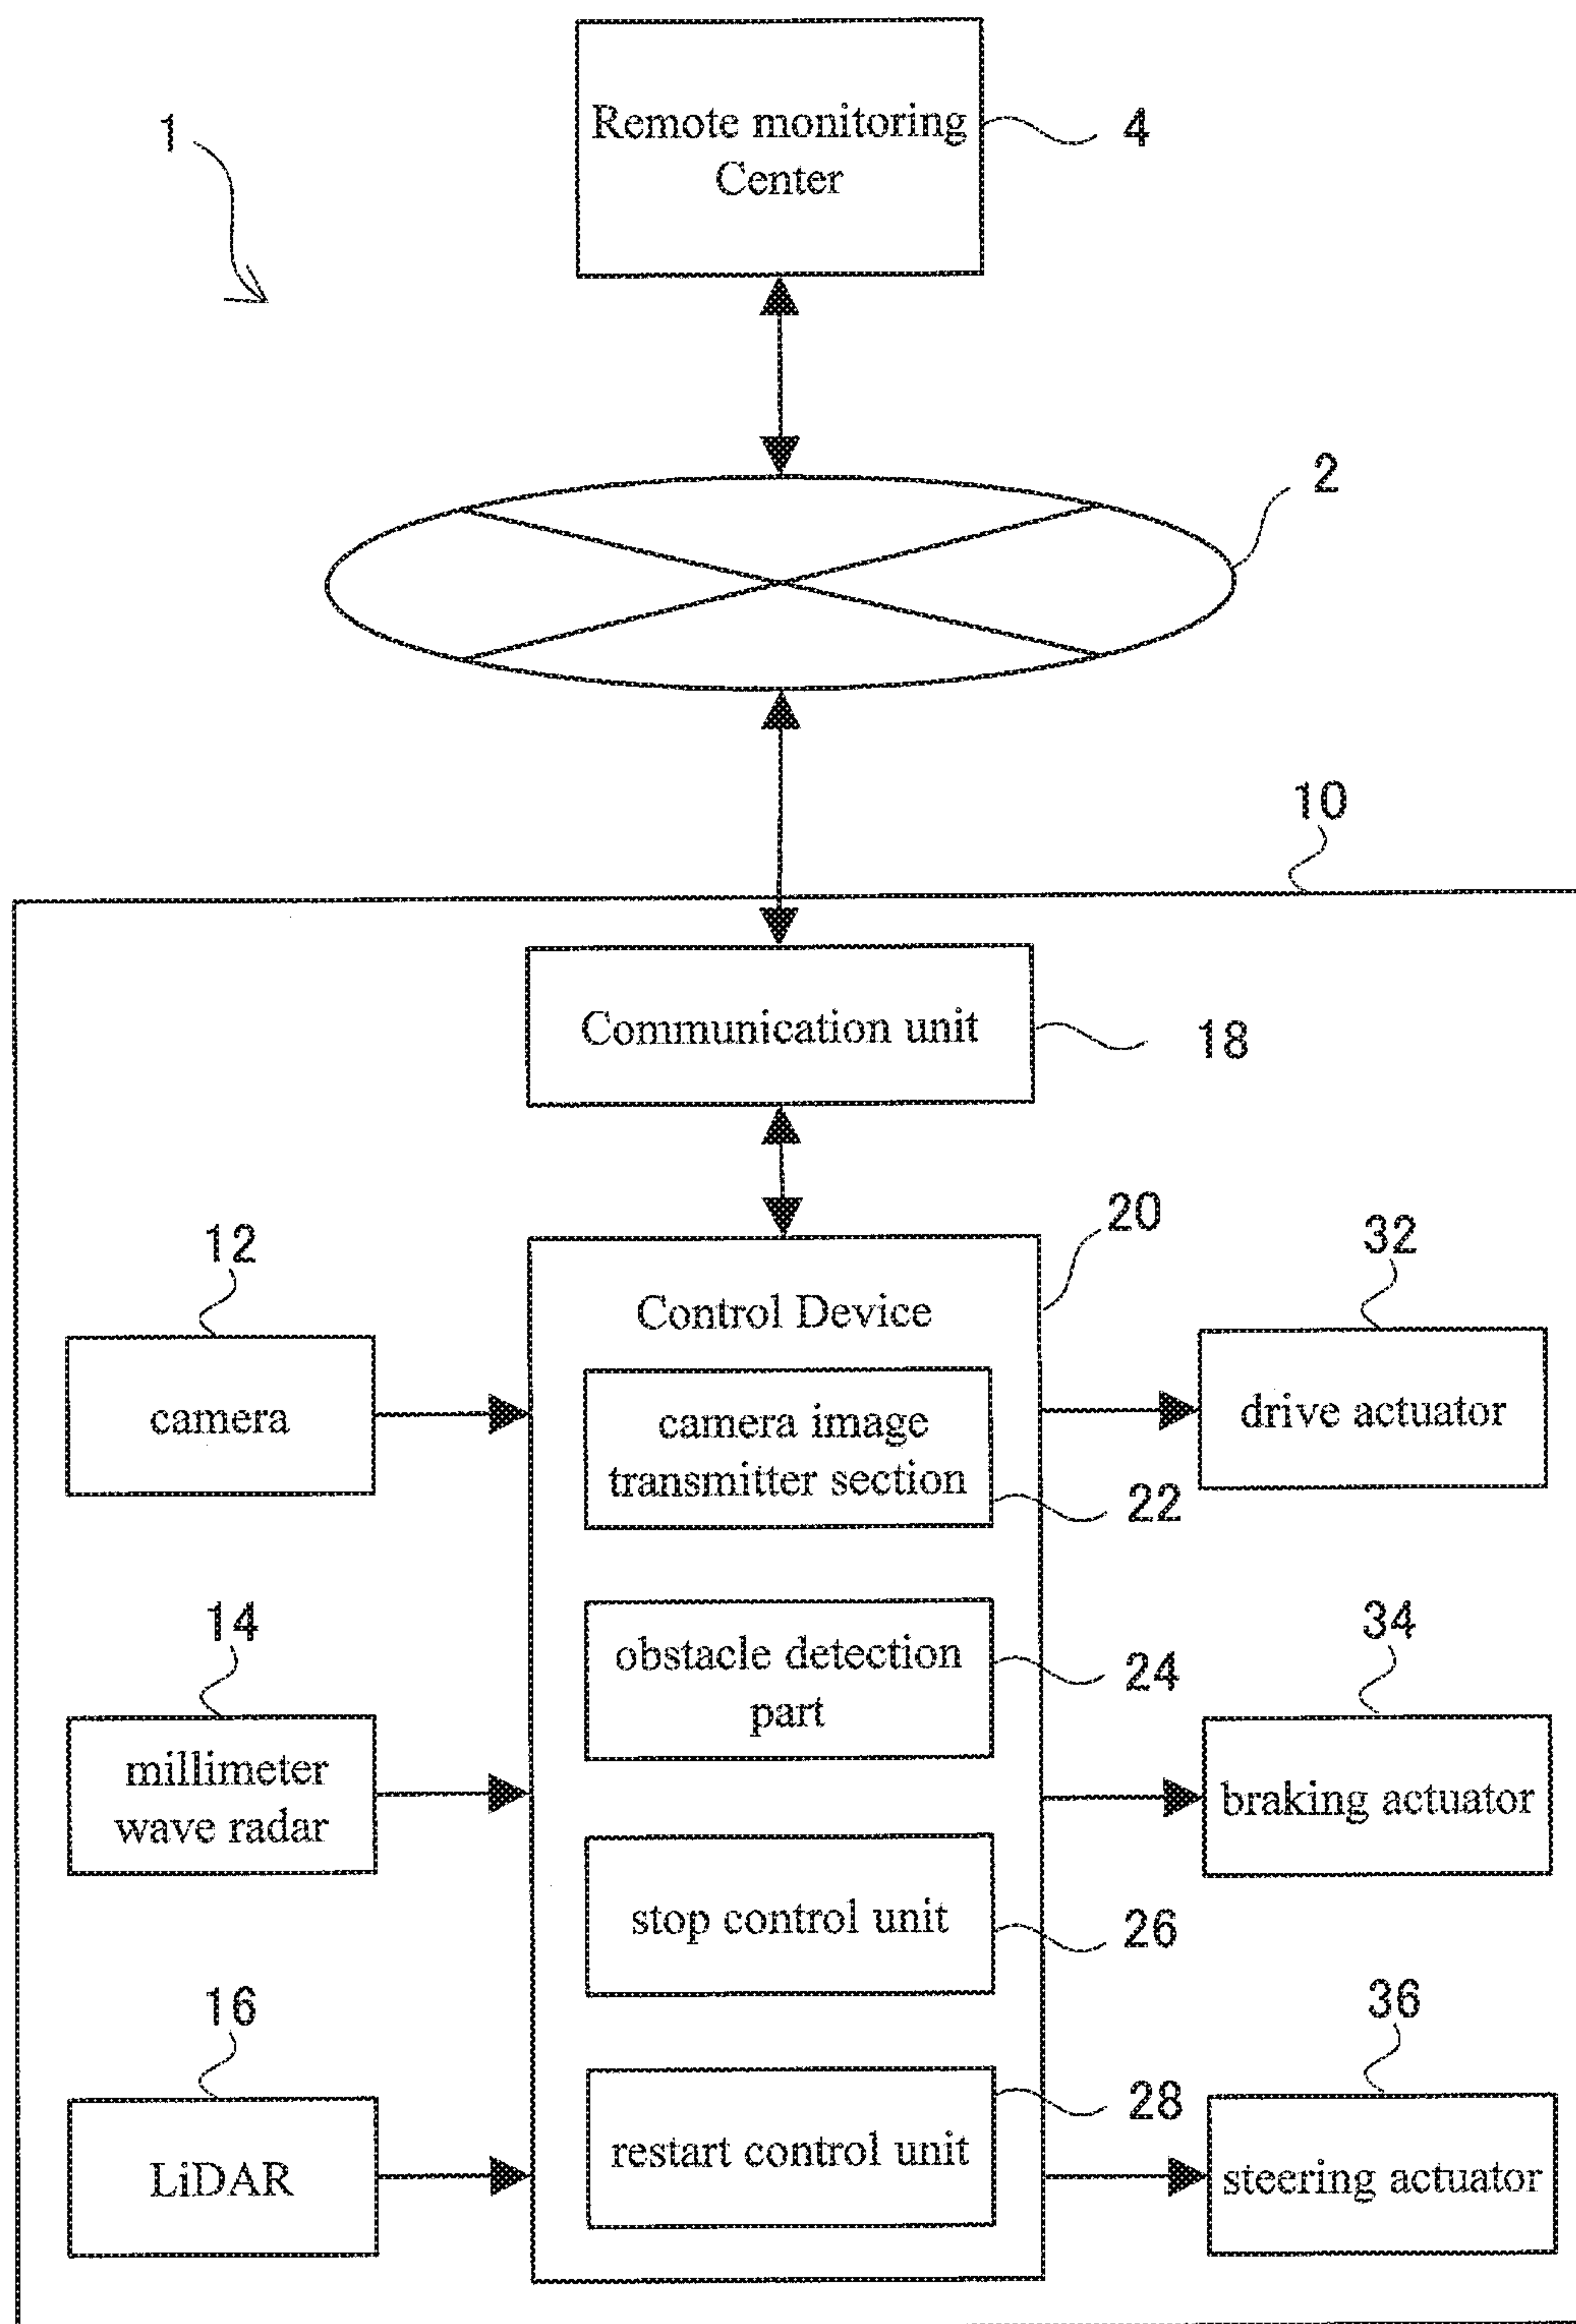 1
Remote monitoring
Center
4
2
10
Communication unit
18
20
12
32
Control Device
camera
camera image
transmitter section
22
drive actuator
14
34
obstacle detection
part
24
millimeter
wave radar
braking actuator
stop control unit
26
16
36
28
LiDAR
restart control unit
steering actuator